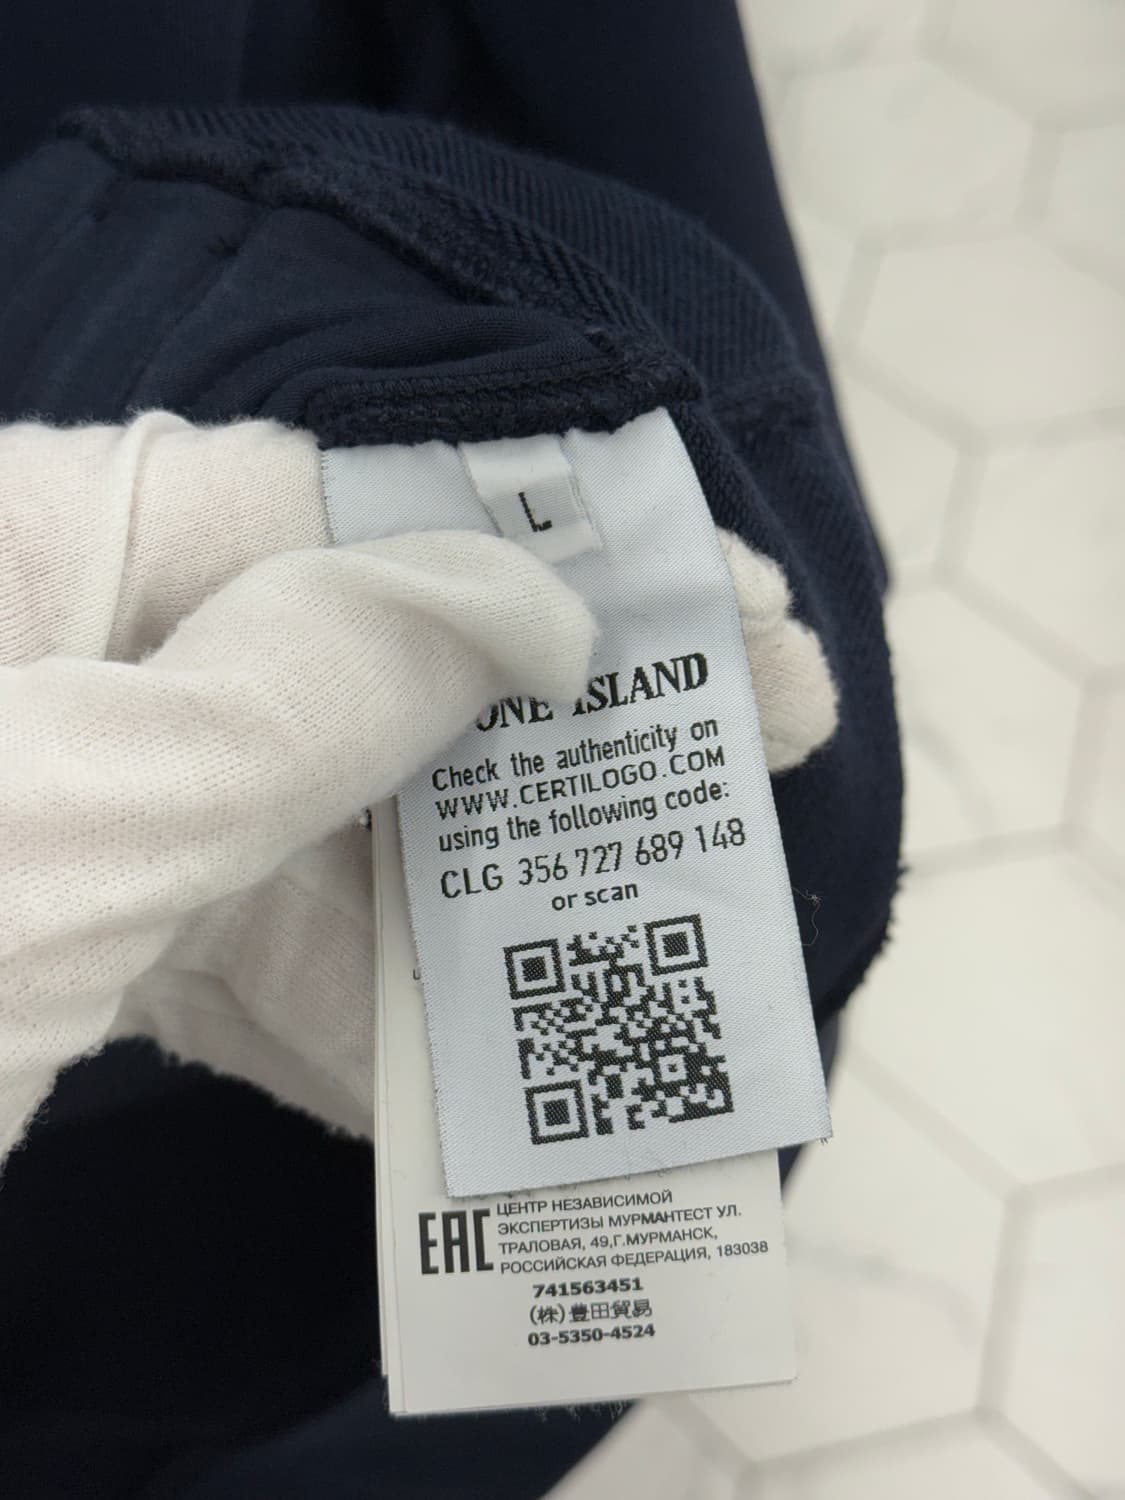 L
ISLAND
Check the authenticity on
WWW.CERTILOGO.COM
using the following code:
CLG 356 727 689 148
or scan
EAC
ЦЕНТР НЕЗАВИСИМОЙ
ЭКСПЕРТИЗЫ МУРМАНТЕСТ УЛ.
ТРАЛОВАЯ, 49,Г.МУРМАНСК,
РОССИЙСКАЯ ФЕДЕРАЦИЯ, 183038
741563451
(株)豊田貿易
03-5350-4524